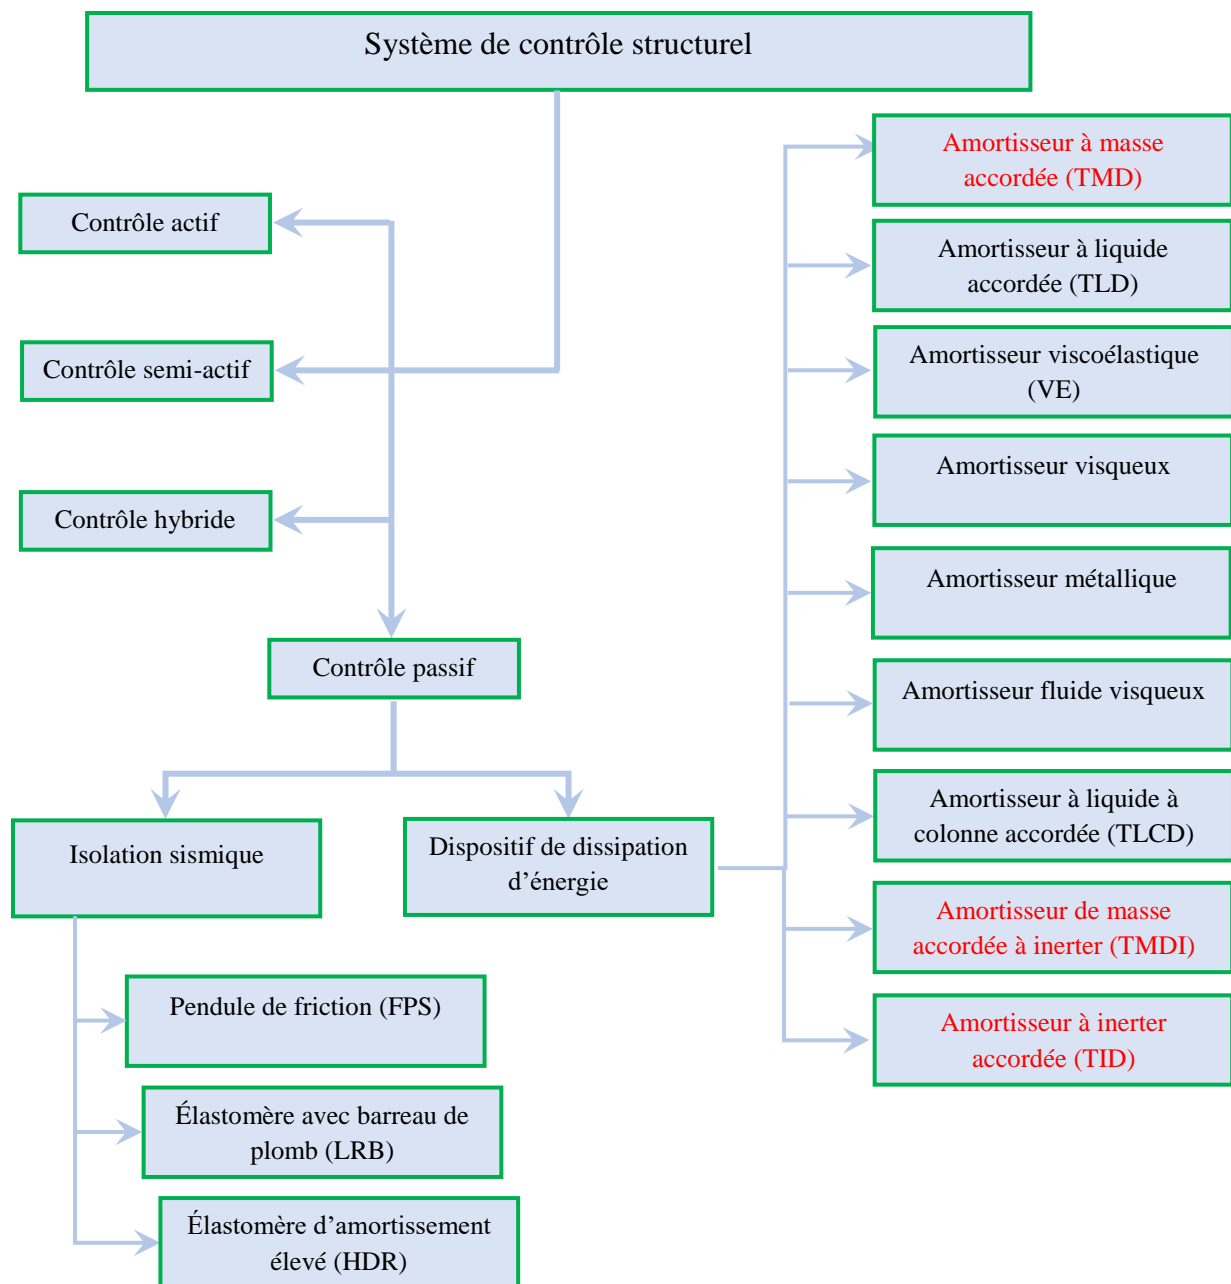 Système de contrôle structurel
Contrôle actif
Contrôle semi-actif
Contrôle hybride
Contrôle passif
Isolation sismique
Dispositif de dissipation
d’énergie
Pendule de friction (FPS)
Élastomère avec barreau de
plomb (LRB)
Élastomère d’amortissement
élevé (HDR)
Amortisseur à masse
accordée (TMD)
Amortisseur à liquide
accordée (TLD)
Amortisseur viscoélastique
(VE)
Amortisseur visqueux
Amortisseur métallique
Amortisseur fluide visqueux
Amortisseur à liquide à
colonne accordée (TLCD)
Amortisseur de masse
accordée à inerter (TMDI)
Amortisseur à inerter
accordée (TID)